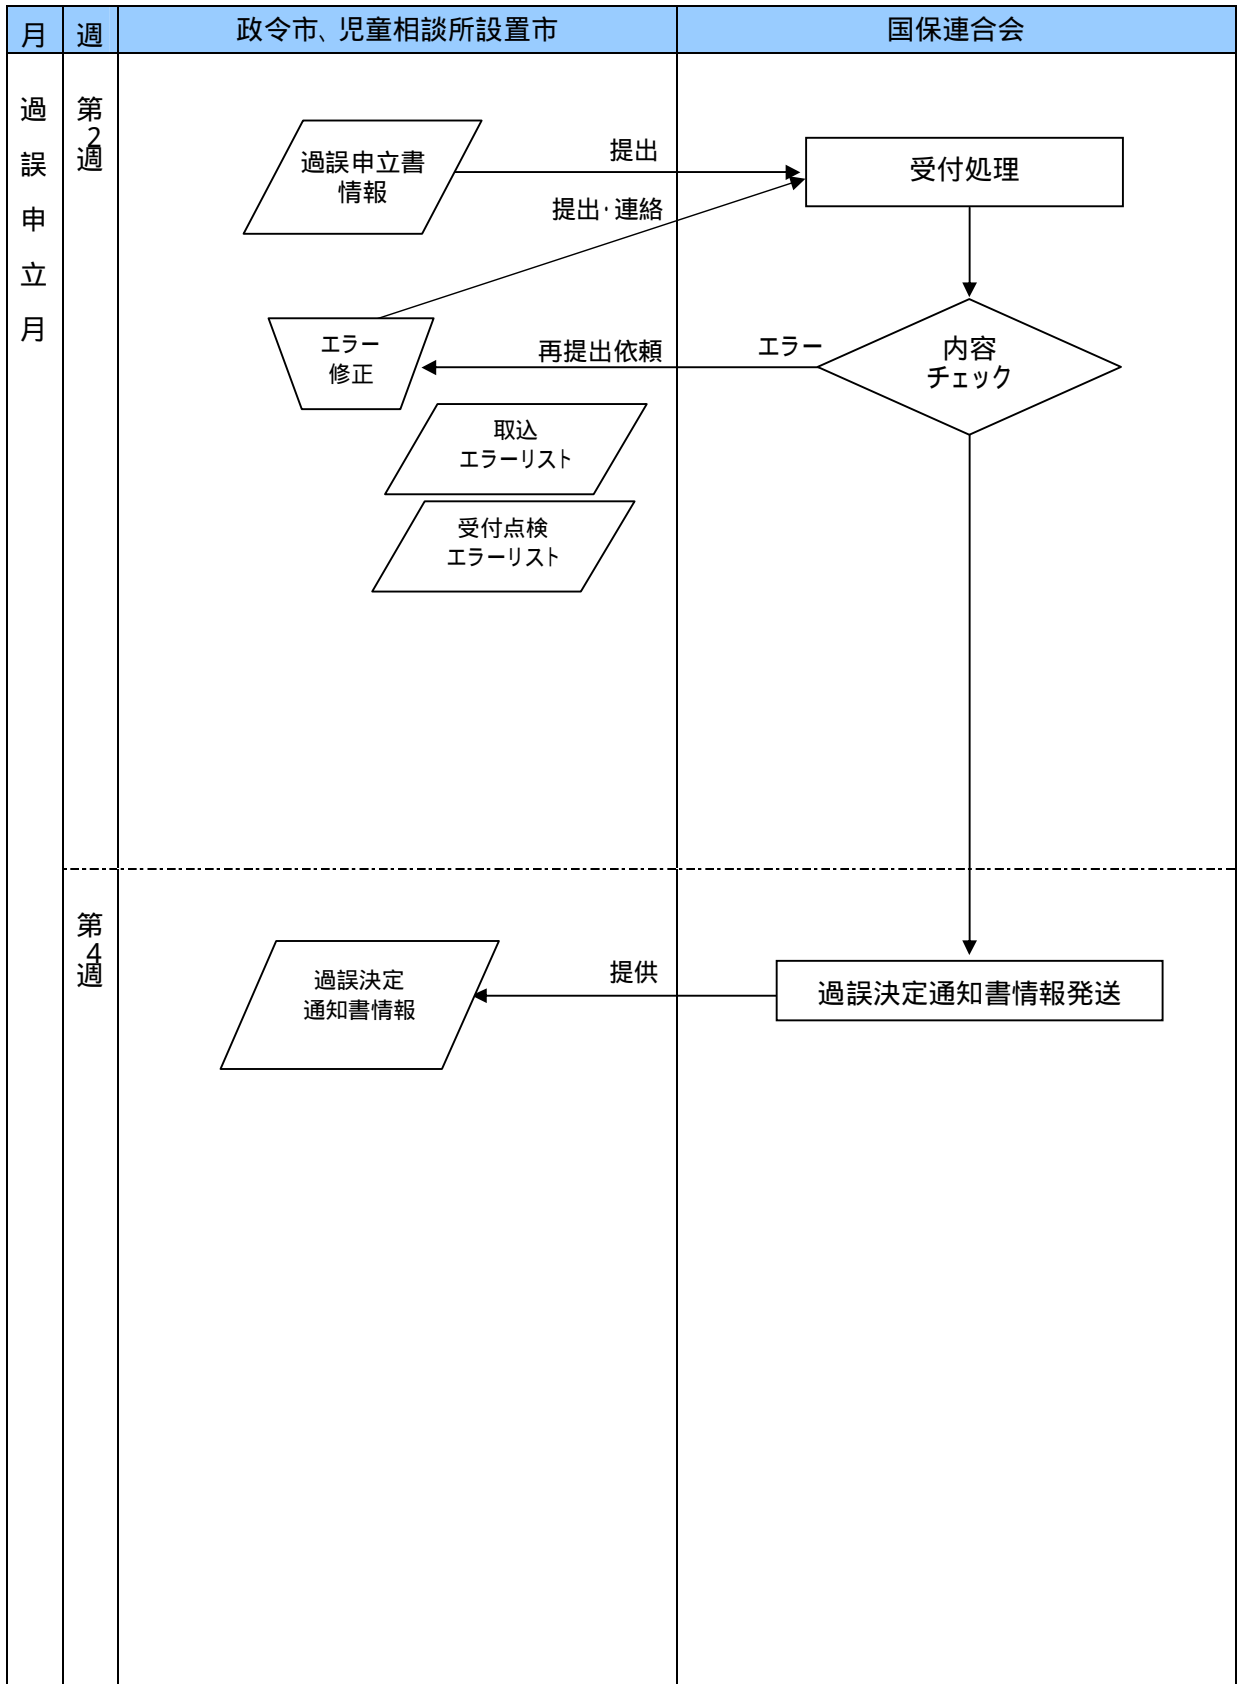 月
週
政令市、児童相談所設置市
国保連合会
過誤申立月
第2週
過誤申立書
情報
提出
受付処理
提出・連絡
エラー
修正
再提出依頼
エラー
内容
チェック
取込
エラーリスト
受付点検
エラーリスト
第4週
過誤決定
通知書情報
提供
過誤決定通知書情報発送